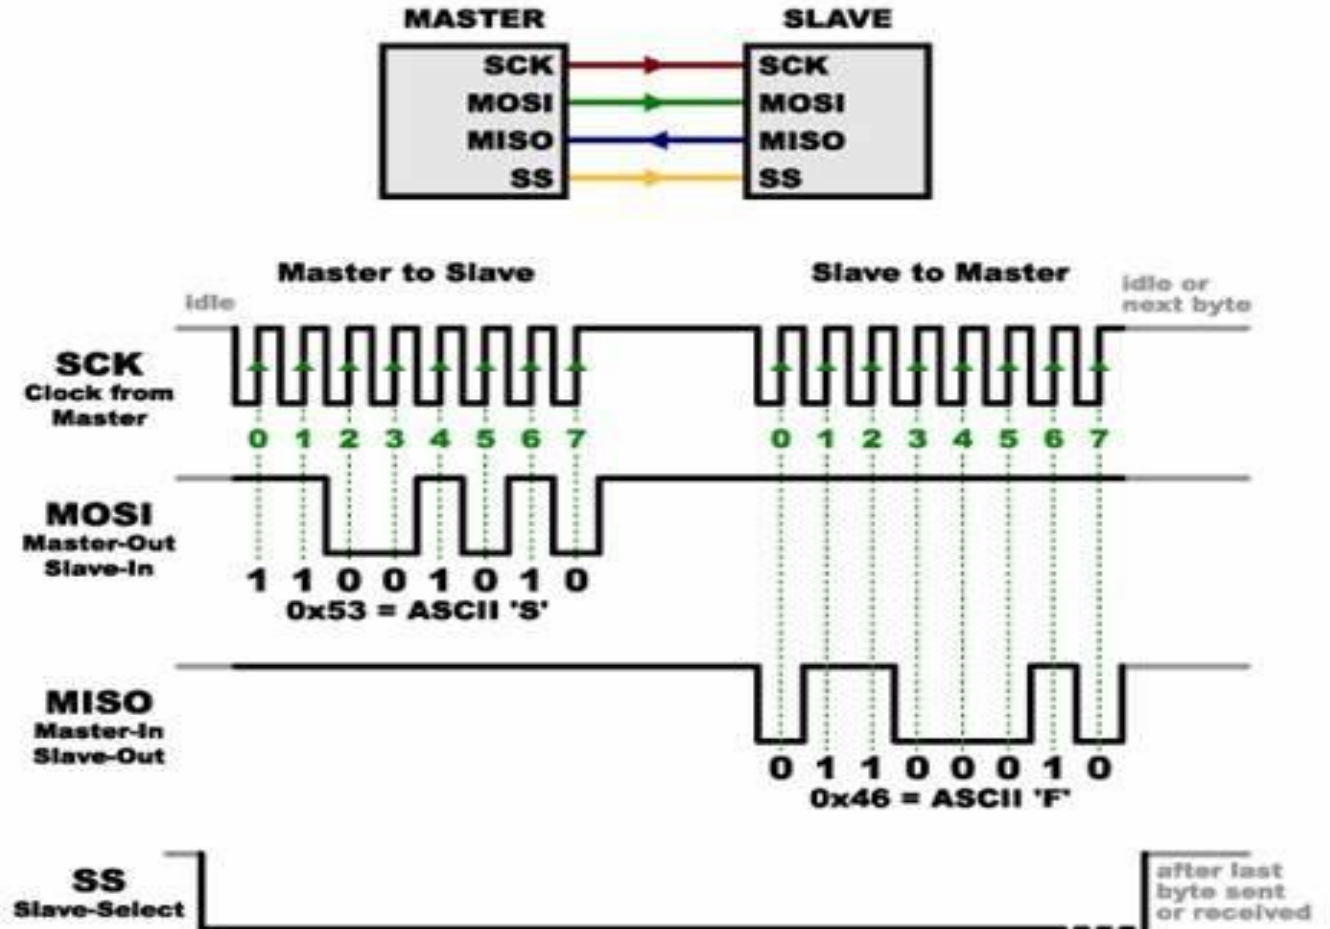 MASTER
SLAVE
SCK
SCK
MOSI
MOSI
MISO
MISO
SS
SS
Master to Slave
Slave to Master
idle
idle or
next byte
SCK
Clock from
Master
0 1 2 3 4 5 6 7
0 1 2 3 4 5 6 7
MOSI
Master-Out
Slave-In
1 1 0 0 1 0 1 0
0x53 = ASCII 'S'
MISO
Master-In
Slave-Out
0 1 1 0 0 0 1 0
0x46 = ASCII 'F'
SS
Slave-Select
after last
byte sent
or received